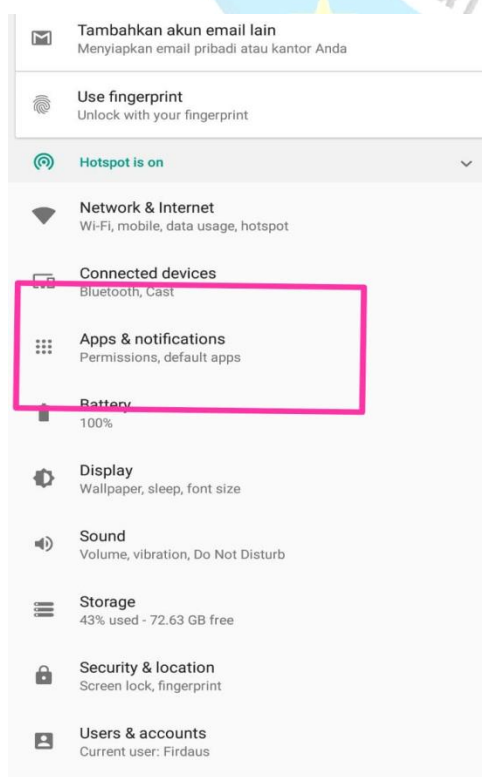 Tambahkan akun email lain
Menyiapkan email pribadi atau kantor Anda
Use fingerprint
Unlock with your fingerprint
Hotspot is on
Network & Internet
Wi-Fi, mobile, data usage, hotspot
Connected devices
Bluetooth, Cast
Apps & notifications
Permissions, default apps
Battery
100%
Display
Wallpaper, sleep, font size
Sound
Volume, vibration, Do Not Disturb
Storage
43% used - 72.63 GB free
Security & location
Screen lock, fingerprint
Users & accounts
Current user: Firdaus